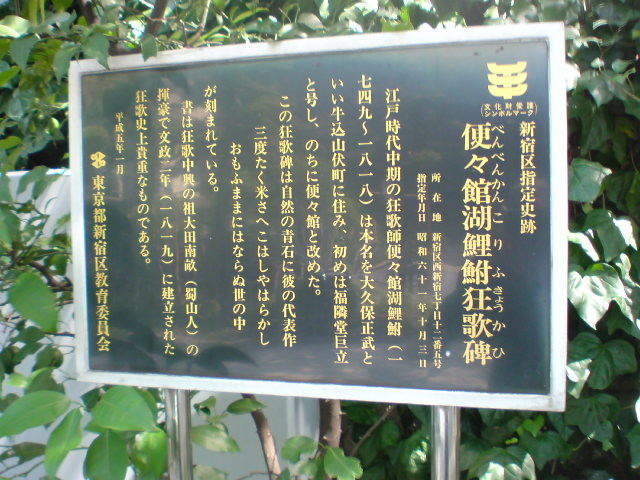 文化財愛護
シンボルマーク
新宿区指定史跡
べんべんかんこりふきょうかひ
便々館湖鯉鮒狂歌碑
所在地 新宿区西新宿七丁目十二番五号
指定年月日 昭和六十一年十月三日
江戸時代中期の狂歌師便々館湖鯉鮒（一
七四九～一八一八）は本名を大久保正武と
いい牛込山伏町に住み、初めは福隣堂巨立
と号し、のちに便々館と改めた。
この狂歌碑は自然の青石に彼の代表作
三度たく米さへこはしやはらかし
おもふままにはならぬ世の中
が刻まれている。
書は狂歌中興の祖大田南畝（蜀山人）の
揮豪で文政二年（一八一九）に建立された
狂歌史上貴重なものである。
平成五年一月
東京都新宿区教育委員会